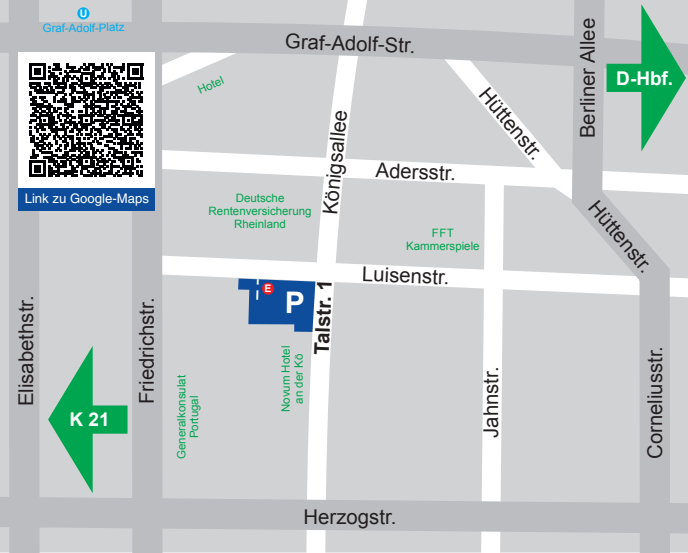 U
Graf-Adolf-Platz
Graf-Adolf-Str.
Berliner Allee
D-Hbf.
Hotel
Königsallee
Hüttenstr.
Adersstr.
Link zu Google-Maps
Deutsche
Rentenversicherung
Rheinland
FFT
Kammerspiele
Hüttenstr.
Luisenstr.
E
P
Talstr. 1
Elisabethstr.
Friedrichstr.
Novum Hotel
an der Kö
Generalkonsulat
Portugal
Jahnstr.
Corneliusstr.
K 21
Herzogstr.